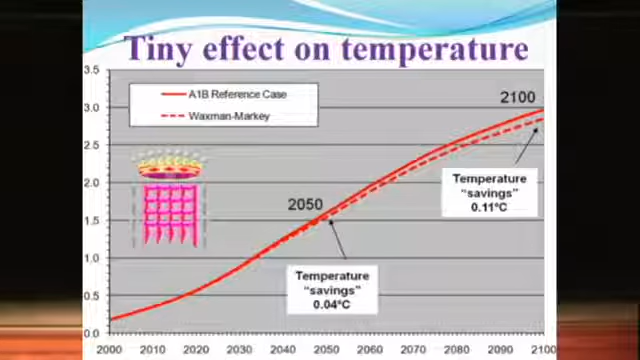 Tiny effect on temperature
3.5
3.0
2.5
2.0
1.5
1.0
0.5
0.0
A1B Reference Case
Waxman-Markey
2100
2050
Temperature
"savings"
0.11°C
Temperature
"savings"
0.04°C
2000 2010 2020 2030 2040 2050 2060 2070 2080 2090 2100